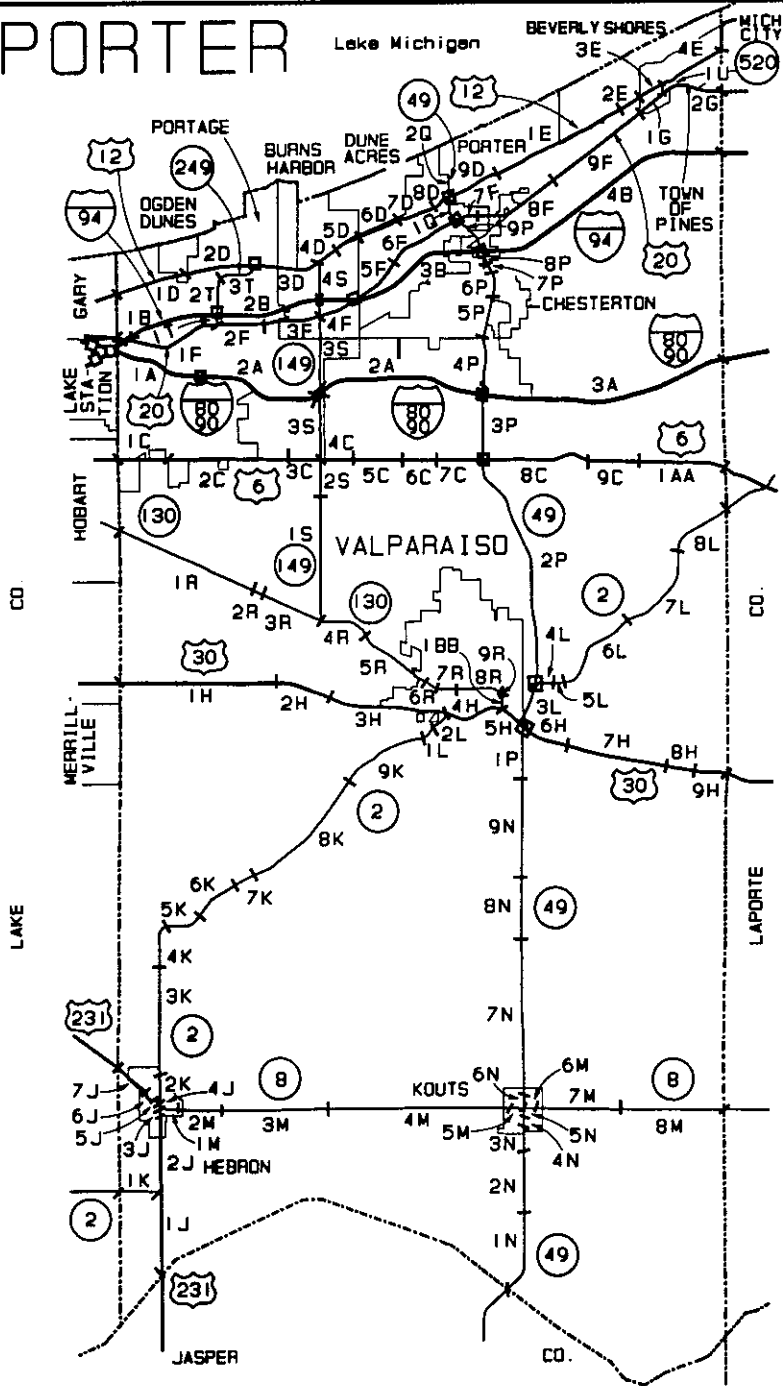 PORTER
Lake Michigan
BEVERLY SHORES
MICH
CITY
3E
4E
1U
520
49
12
2E
2G
PORTAGE
BURNS
HARBOR
DUNE
ACRES
2Q
PORTER
1E
1G
12
249
9D
9F
OGDEN
DUNES
7D
8D
7F
8F
4B
TOWN
OF
PINES
94
6D
1Q
9P
94
5D
6F
20
2D
4D
8P
GARY
1D
2T
3T
3D
4S
5F
3B
6P
7P
CHESTERTON
1B
2B
5P
2F
3F
4F
1F
3S
4P
80
90
LAKE
STA-
TION
1A
2A
149
2A
3A
20
80
90
3S
80
90
3P
1C
4C
6
2C
6
3C
2S
5C
6C
7C
8C
9C
1AA
HOBART
130
49
1S
VALPARAISO
8L
149
2P
CO.
1R
2
CO.
2R
130
7L
3R
4R
4L
6L
30
1BB
9R
5R
7R
8R
1H
6R
3L
5L
2H
4H
3H
5H
6H
MERRILL-
VILLE
2L
1L
1P
7H
8H
9K
30
9H
2
8K
9N
6K
7K
LAKE
5K
8N
49
LAPORTE
4K
3K
7N
231
2
7J
2K
4J
8
KOUTS
6N
6M
8
6J
7M
5J
2M
3M
4M
5M
5N
8M
3J
1M
3N
4N
2J
HEBRON
1K
2N
2
1J
1N
49
231
JASPER
CO.